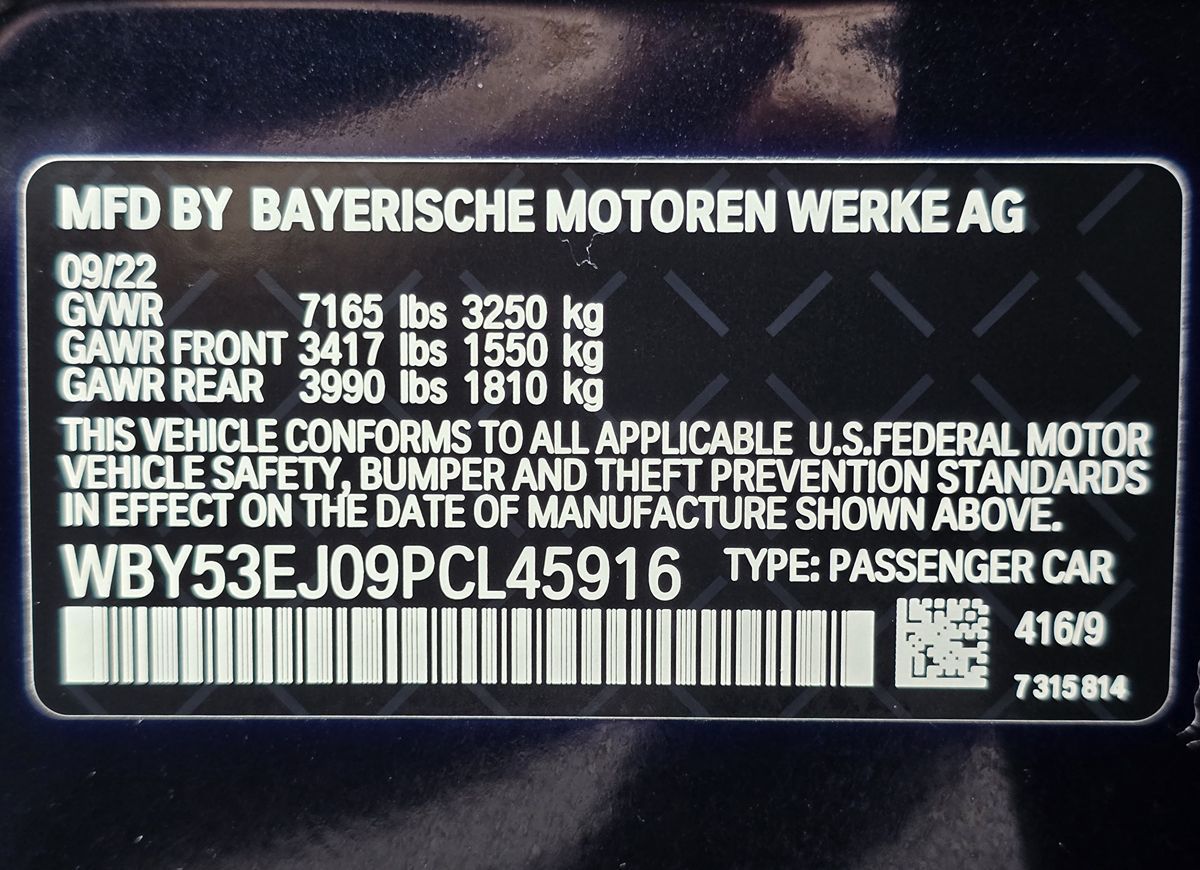 MFD BY BAYERISCHE MOTOREN WERKE AG
09/22
GVWR 7165 lbs 3250 kg
GAWR FRONT 3417 lbs 1550 kg
GAWR REAR 3990 lbs 1810 kg
THIS VEHICLE CONFORMS TO ALL APPLICABLE U.S.FEDERAL MOTOR
VEHICLE SAFETY, BUMPER AND THEFT PREVENTION STANDARDS
IN EFFECT ON THE DATE OF MANUFACTURE SHOWN ABOVE.
WBY53EJ09PCL45916 TYPE: PASSENGER CAR
416/9
7 315 814